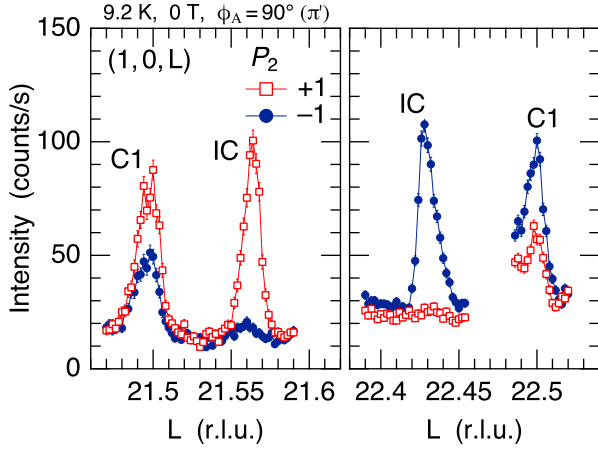 9.2 K, 0 T, ϕA = 90° (π')
(1, 0, L)
P2
+1
−1
C1
IC
IC
C1
Intensity (counts/s)
150
100
50
0
21.5
21.55
21.6
22.4
22.45
22.5
L (r.l.u.)
L (r.l.u.)